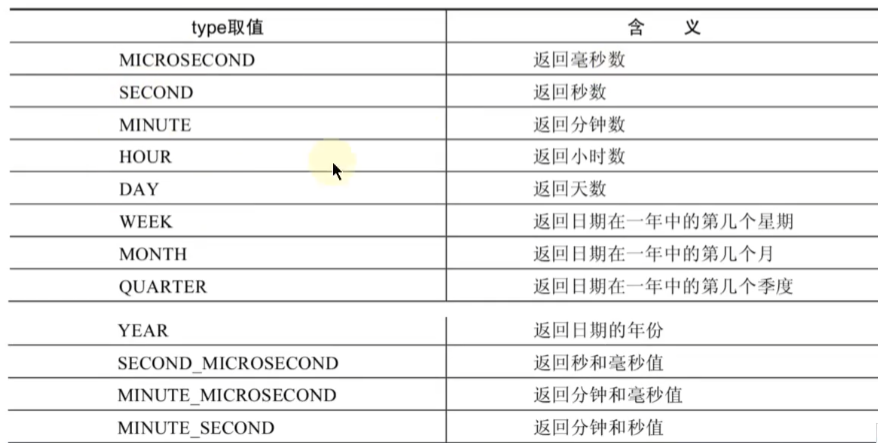 type取值 含 义
MICROSECOND 返回毫秒数
SECOND 返回秒数
MINUTE 返回分钟数
HOUR 返回小时数
DAY 返回天数
WEEK 返回日期在一年中的第几个星期
MONTH 返回日期在一年中的第几个月
QUARTER 返回日期在一年中的第几个季度
YEAR 返回日期的年份
SECOND_MICROSECOND 返回秒和毫秒值
MINUTE_MICROSECOND 返回分钟和毫秒值
MINUTE_SECOND 返回分钟和秒值